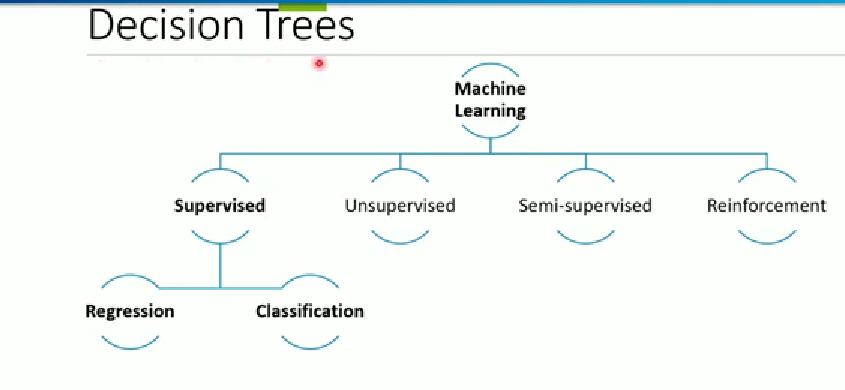 Decision Trees
Machine
Learning
Supervised
Unsupervised
Semi-supervised
Reinforcement
Regression
Classification